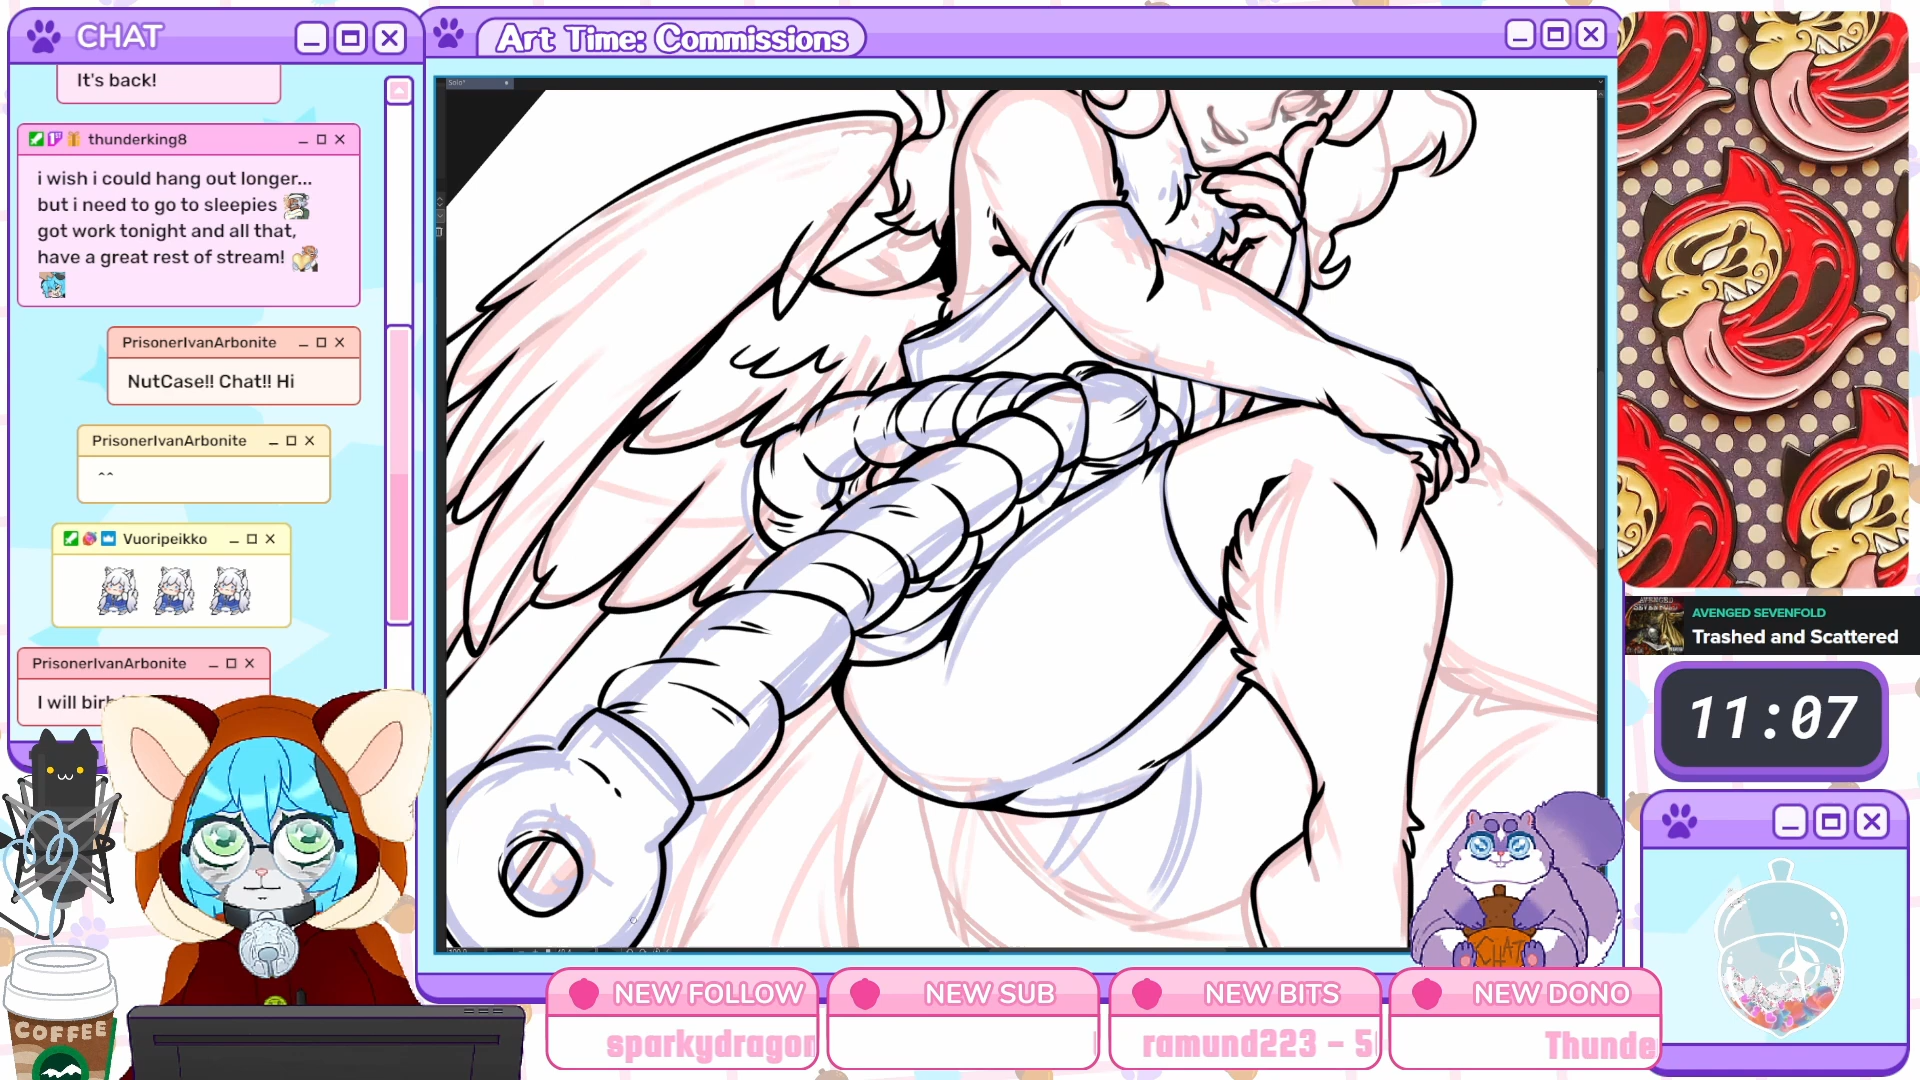 CHAT
Art Time: Commissions
It's back!
thunderking8
i wish i could hang out longer...
but i need to go to sleepies
got work tonight and all that,
have a great rest of stream!
PrisonerIvanArbonite
NutCase!! Chat!! Hi
PrisonerIvanArbonite
^^
Vuoripeikko
PrisonerIvanArbonite
I will birb
Solo*
AVENGED SEVENFOLD
Trashed and Scattered
11:07
CHAT
COFFEE
NEW FOLLOW
sparkydragon
NEW SUB
NEW BITS
ramund223 - 5
NEW DONO
Thunde